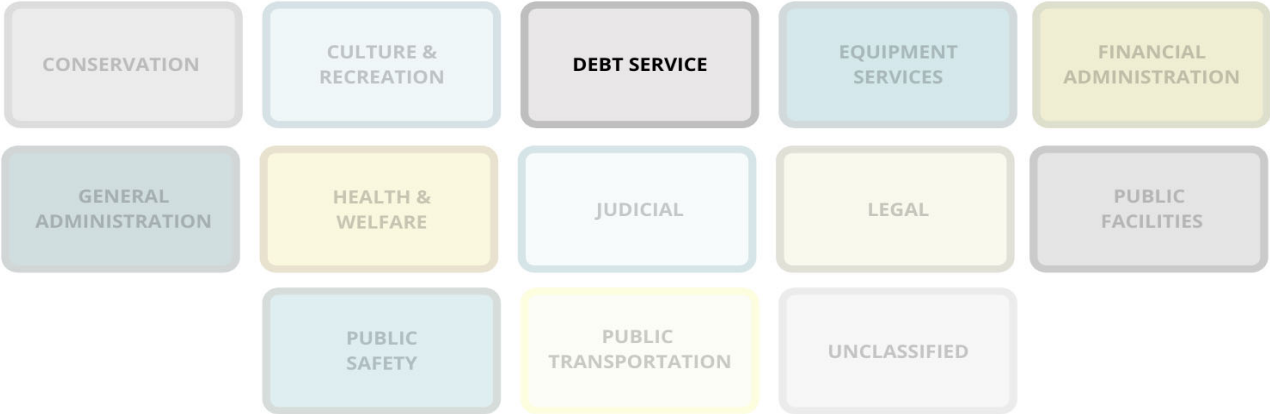 CONSERVATION
CULTURE &
RECREATION
DEBT SERVICE
EQUIPMENT
SERVICES
FINANCIAL
ADMINISTRATION
GENERAL
ADMINISTRATION
HEALTH &
WELFARE
JUDICIAL
LEGAL
PUBLIC
FACILITIES
PUBLIC
SAFETY
PUBLIC
TRANSPORTATION
UNCLASSIFIED